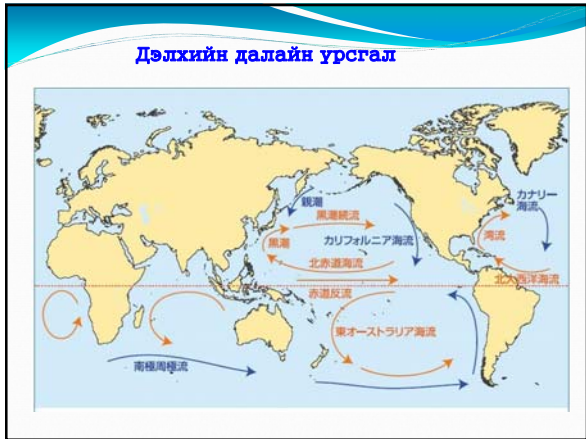 Дэлхийн далайн урсгал
親潮
黒潮続流
黒潮
カリフォルニア海流
北赤道海流
赤道反流
東オーストラリア海流
南極周極流
カナリー
海流
湾流
北大西洋海流